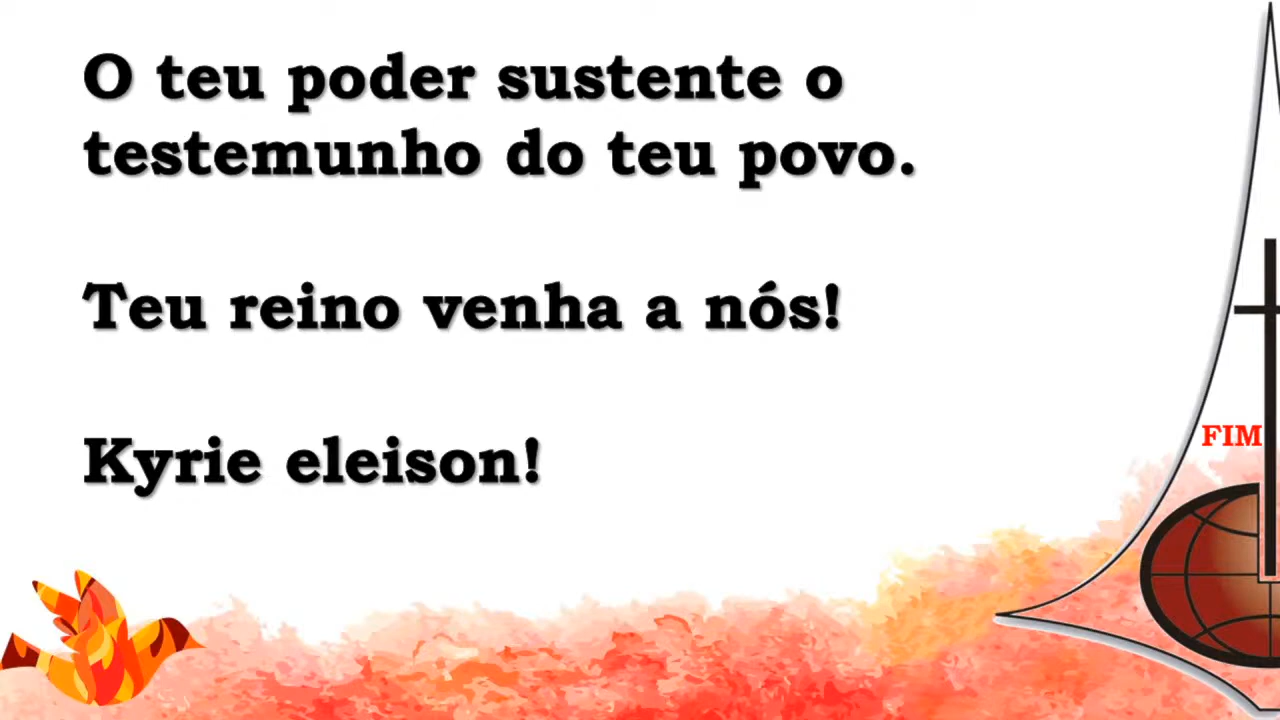 O teu poder sustente o
testemunho do teu povo.
Teu reino venha a nós!
Kyrie eleison!
FIM